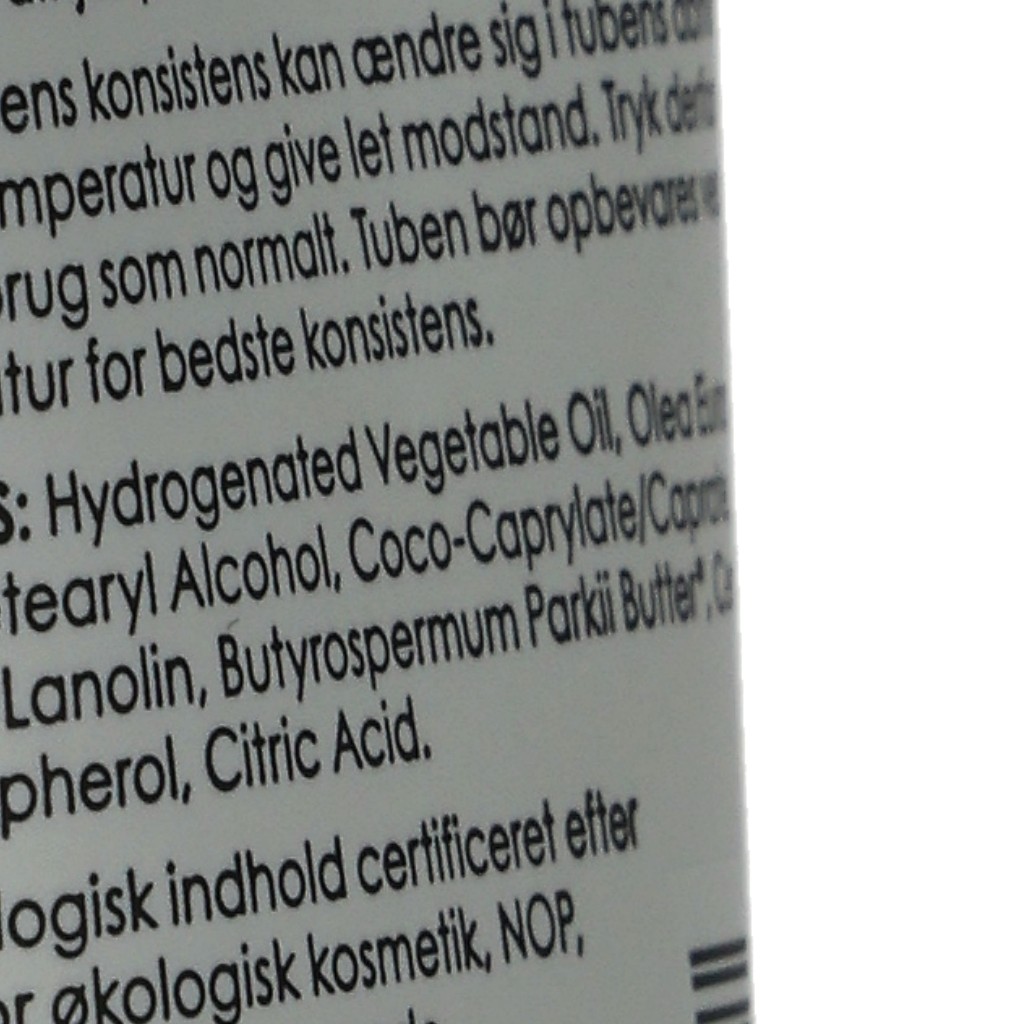 ens konsistens kan ændre sig i tubens
mperatur og give let modstand. Tryk
rug som normalt. Tuben bør opbevares
tur for bedste konsistens.
S: Hydrogenated Vegetable Oil, Olea
tearyl Alcohol, Coco-Caprylate/Caprate
Lanolin, Butyrospermum Parkii Butter*,
pherol, Citric Acid.
logisk indhold certificeret efter
or økologisk kosmetik, NOP,